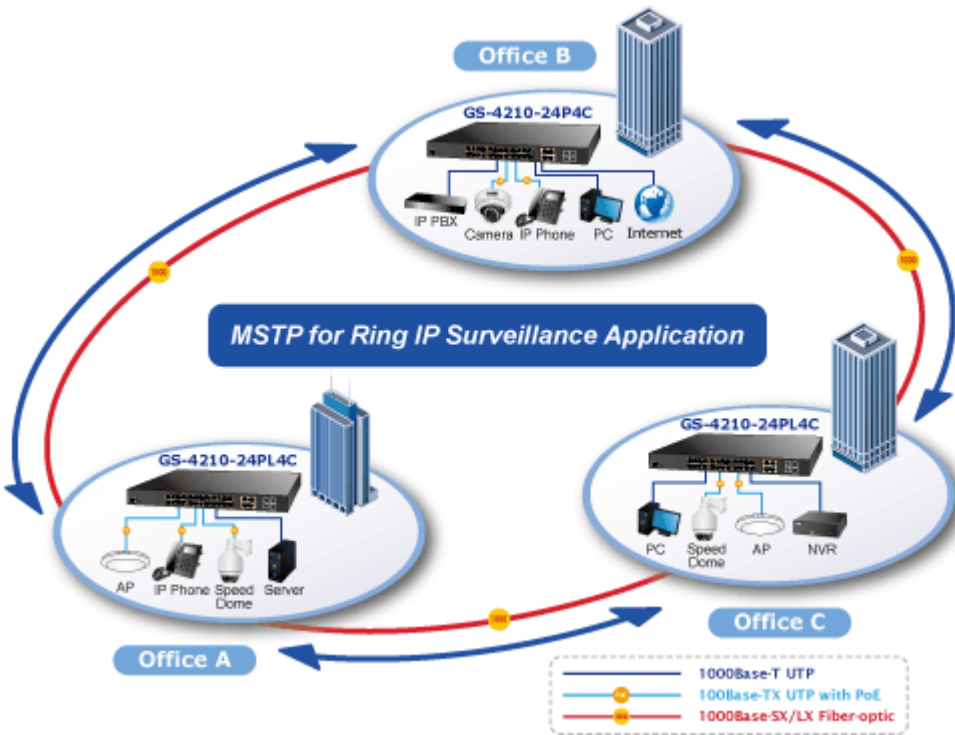 Office B
GS-4210-24P4C
IP PBX
Camera
IP Phone
PC
Internet
1000
1000
MSTP for Ring IP Surveillance Application
GS-4210-24PL4C
AP
IP Phone
Speed
Dome
Server
Office A
GS-4210-24PL4C
PC
Speed
Dome
AP
NVR
Office C
1000Base-T UTP
100Base-TX UTP with PoE
1000Base-SX/LX Fiber-optic